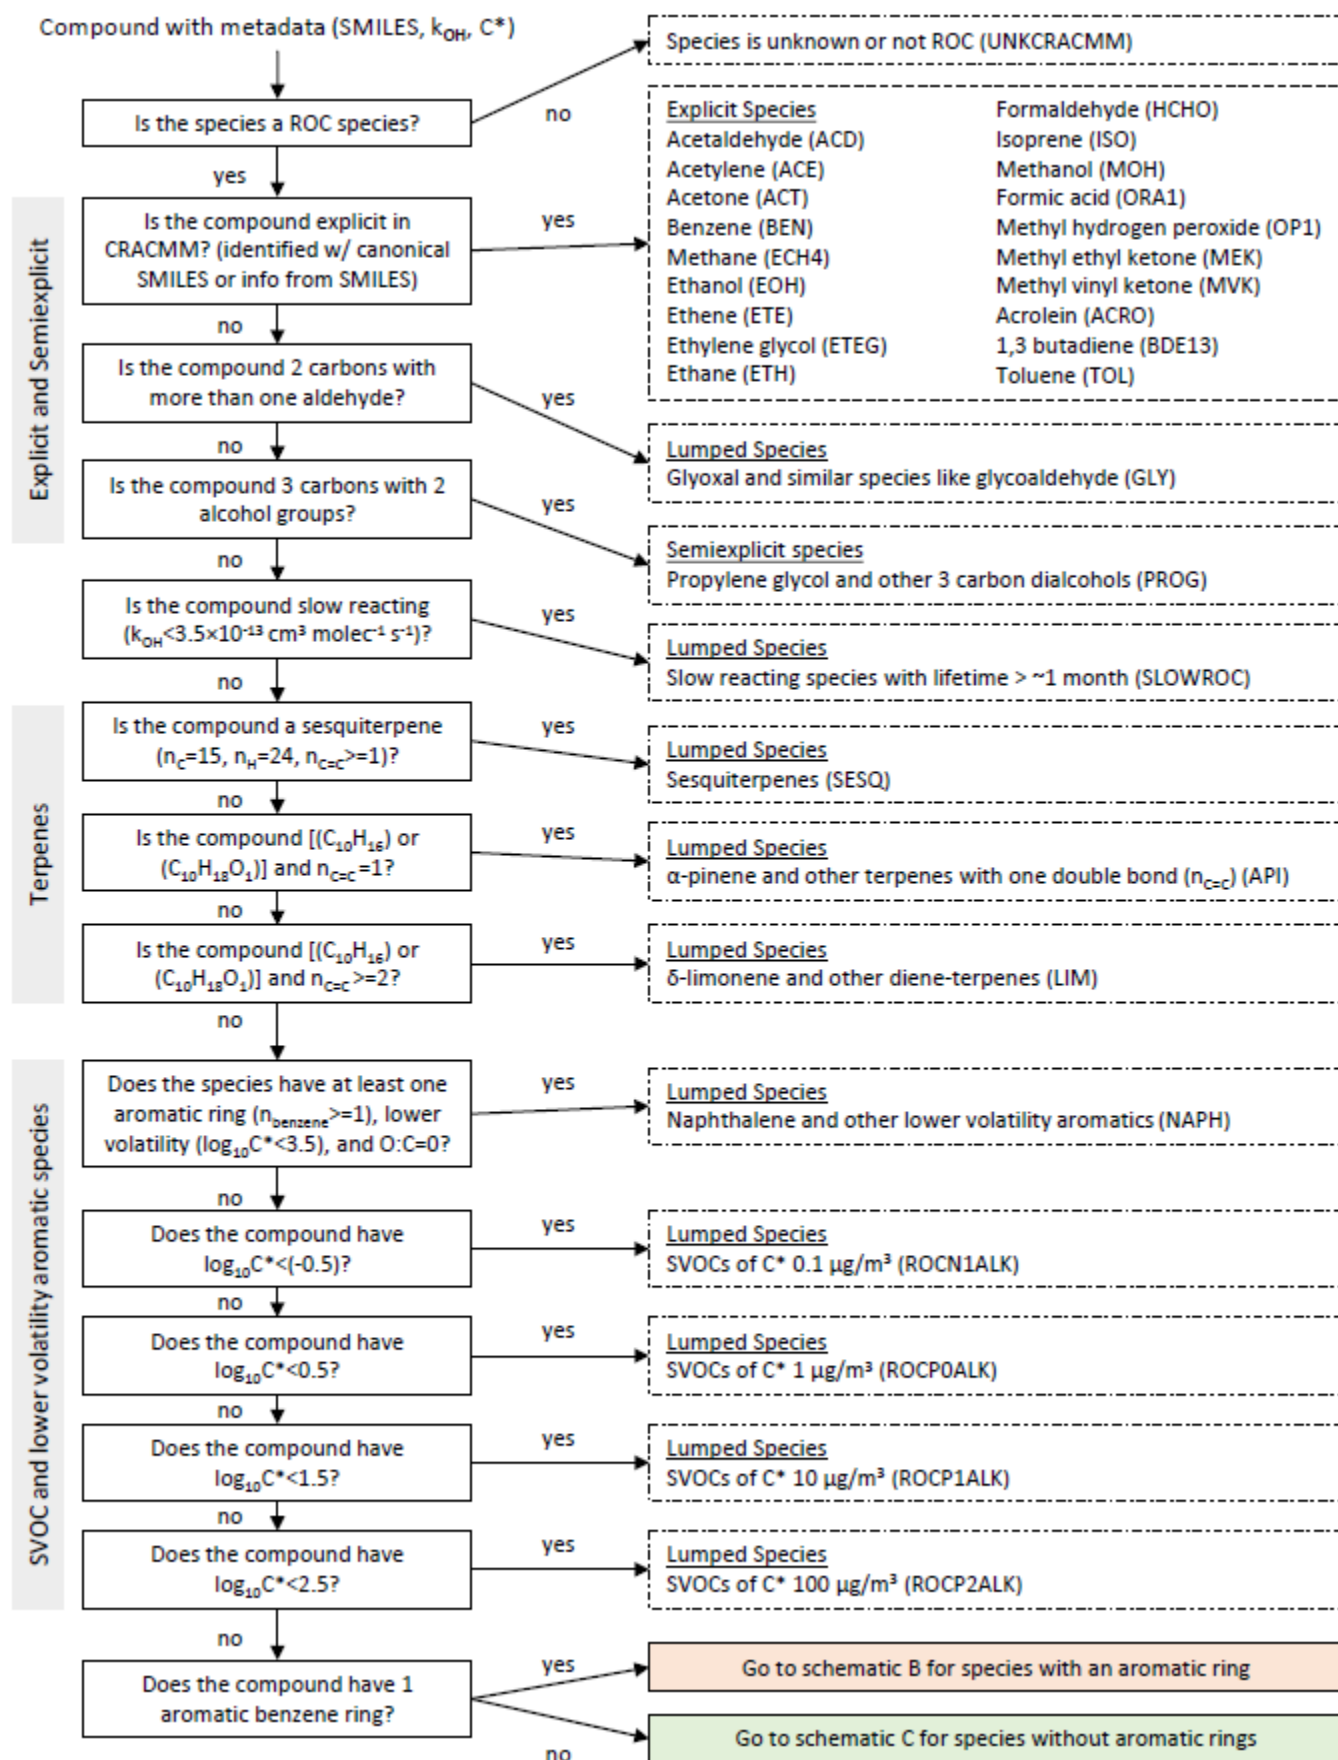 Compound with metadata (SMILES, kOH, C*)
Species is unknown or not ROC (UNKCRACMM)
Is the species a ROC species?
no
yes
Explicit and Semiexplicit
Is the compound explicit in
CRACMM? (identified w/ canonical
SMILES or info from SMILES)
yes
Explicit Species
Acetaldehyde (ACD)
Acetylene (ACE)
Acetone (ACT)
Benzene (BEN)
Methane (ECH4)
Ethanol (EOH)
Ethene (ETE)
Ethylene glycol (ETEG)
Ethane (ETH)
Formaldehyde (HCHO)
Isoprene (ISO)
Methanol (MOH)
Formic acid (ORA1)
Methyl hydrogen peroxide (OP1)
Methyl ethyl ketone (MEK)
Methyl vinyl ketone (MVK)
Acrolein (ACRO)
1,3 butadiene (BDE13)
Toluene (TOL)
no
Is the compound 2 carbons with
more than one aldehyde?
yes
Lumped Species
Glyoxal and similar species like glycoaldehyde (GLY)
no
Is the compound 3 carbons with 2
alcohol groups?
yes
Semiexplicit species
Propylene glycol and other 3 carbon dialcohols (PROG)
no
Is the compound slow reacting
(kOH<3.5×10⁻¹³ cm³ molec⁻¹ s⁻¹)?
yes
Lumped Species
Slow reacting species with lifetime > ~1 month (SLOWROC)
no
Terpenes
Is the compound a sesquiterpene
(nC=15, nH=24, nC=C>=1)?
yes
Lumped Species
Sesquiterpenes (SESQ)
no
Is the compound [(C₁₀H₁₆) or
(C₁₀H₁₈O₁)] and nC=C=1?
yes
Lumped Species
α-pinene and other terpenes with one double bond (nC=C) (API)
no
Is the compound [(C₁₀H₁₆) or
(C₁₀H₁₈O₁)] and nC=C>=2?
yes
Lumped Species
δ-limonene and other diene-terpenes (LIM)
no
SVOC and lower volatility aromatic species
Does the species have at least one
aromatic ring (nbenzene>=1), lower
volatility (log₁₀C*<3.5), and O:C=0?
yes
Lumped Species
Naphthalene and other lower volatility aromatics (NAPH)
no
Does the compound have
log₁₀C*<(-0.5)?
yes
Lumped Species
SVOCs of C* 0.1 µg/m³ (ROCN1ALK)
no
Does the compound have
log₁₀C*<0.5?
yes
Lumped Species
SVOCs of C* 1 µg/m³ (ROCP0ALK)
no
Does the compound have
log₁₀C*<1.5?
yes
Lumped Species
SVOCs of C* 10 µg/m³ (ROCP1ALK)
no
Does the compound have
log₁₀C*<2.5?
yes
Lumped Species
SVOCs of C* 100 µg/m³ (ROCP2ALK)
no
Does the compound have 1
aromatic benzene ring?
yes
Go to schematic B for species with an aromatic ring
no
Go to schematic C for species without aromatic rings